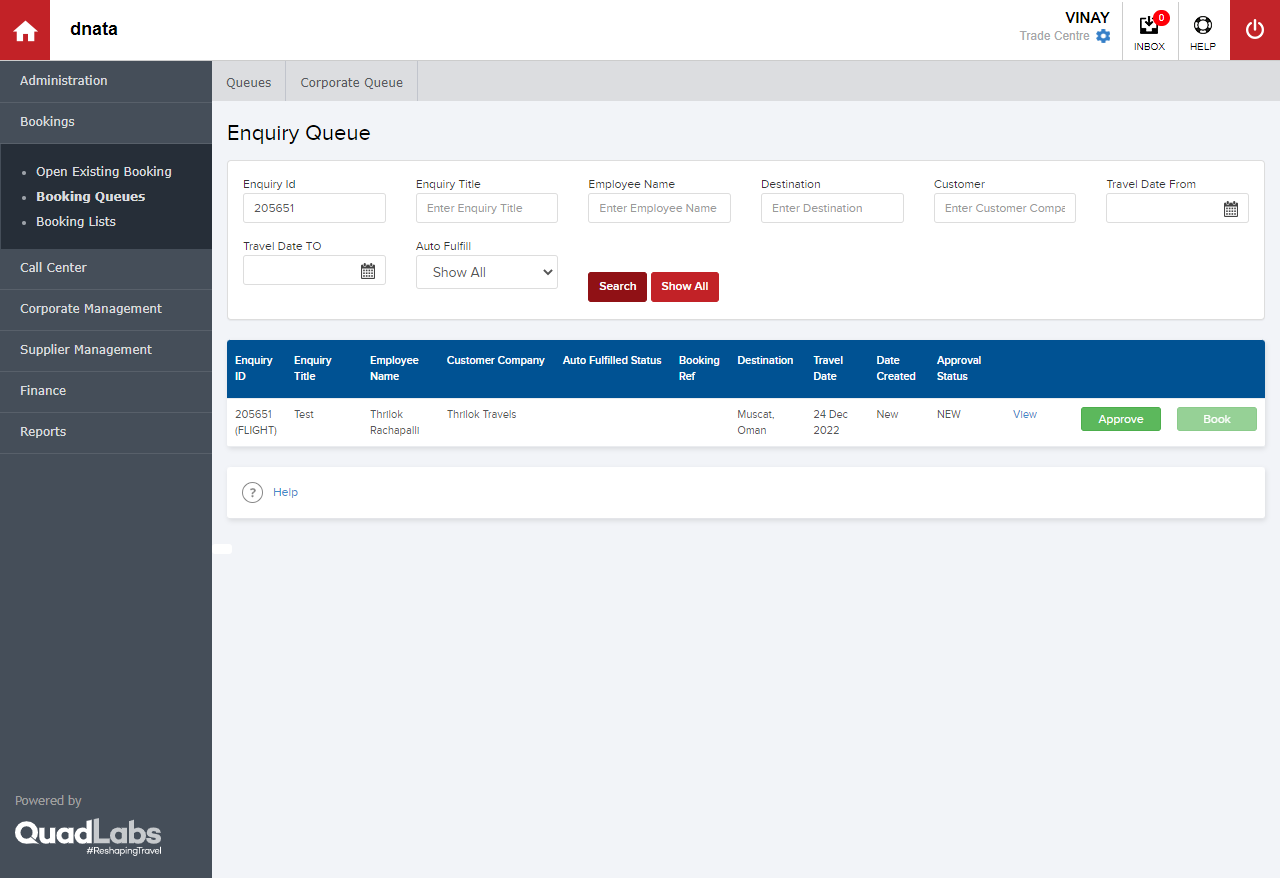 dnata
VINAY
Trade Centre
0
INBOX
HELP
Administration
Bookings
Open Existing Booking
Booking Queues
Booking Lists
Call Center
Corporate Management
Supplier Management
Finance
Reports
Powered by
QuadLabs
#ReshapingTravel
Queues
Corporate Queue
Enquiry Queue
Enquiry Id
Enquiry Title
Employee Name
Destination
Customer
Travel Date From
205651
Enter Enquiry Title
Enter Employee Name
Enter Destination
Enter Customer Compa
Travel Date TO
Auto Fulfill
Show All
Search
Show All
Enquiry ID
Enquiry Title
Employee Name
Customer Company
Auto Fulfilled Status
Booking Ref
Destination
Travel Date
Date Created
Approval Status
205651 (FLIGHT)
Test
Thrilok Rachapalli
Thrilok Travels
Muscat, Oman
24 Dec 2022
New
NEW
View
Approve
Book
?
Help